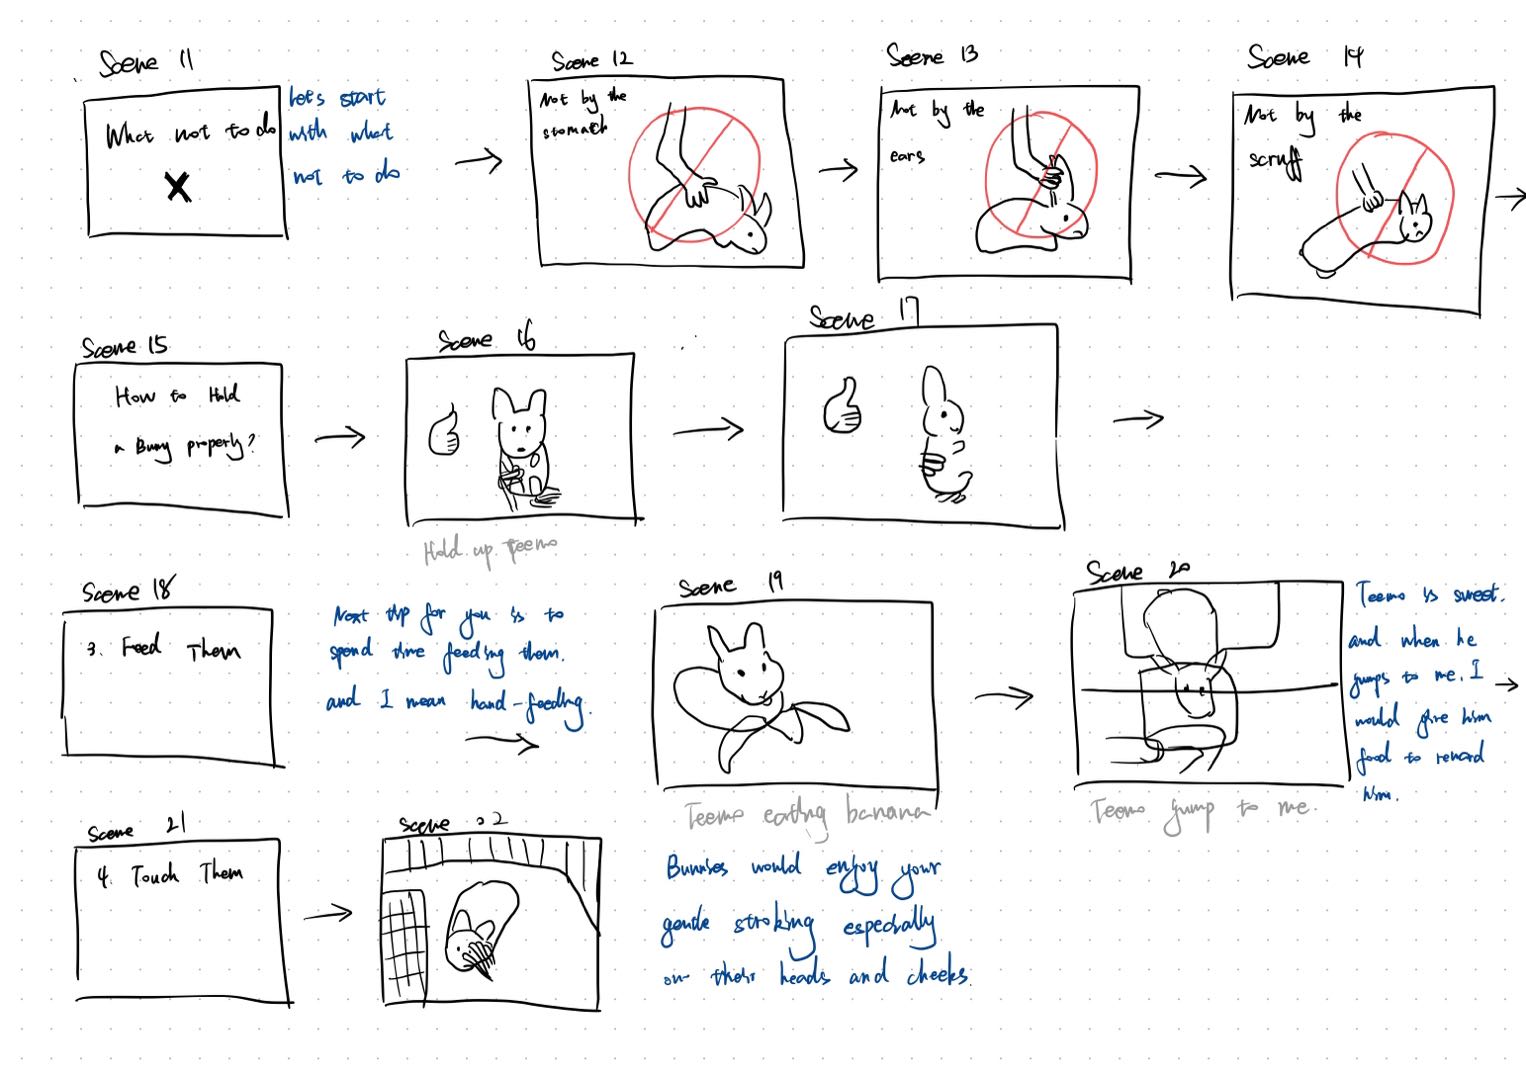 Scene 11
What not to do
Let's start
with what
not to do
Scene 12
Not by the
stomach
Scene 13
Not by the
ears
Scene 14
Not by the
scruff
Scene 15
How to Hold
a Bunny properly?
Scene 16
Hold up Teemo
Scene 17
Scene 18
3. Feed Them
Next tip for you is to
spend time feeding them.
and I mean hand-feeding.
Scene 19
Teemo eating banana
Scene 20
Teemo jump to me.
Teemo is sweet.
and when he
jumps to me. I
would give him
food to reward
him.
Scene 21
4. Touch Them
Scene 22
Bunnies would enjoy your
gentle stroking especially
on their heads and cheeks.